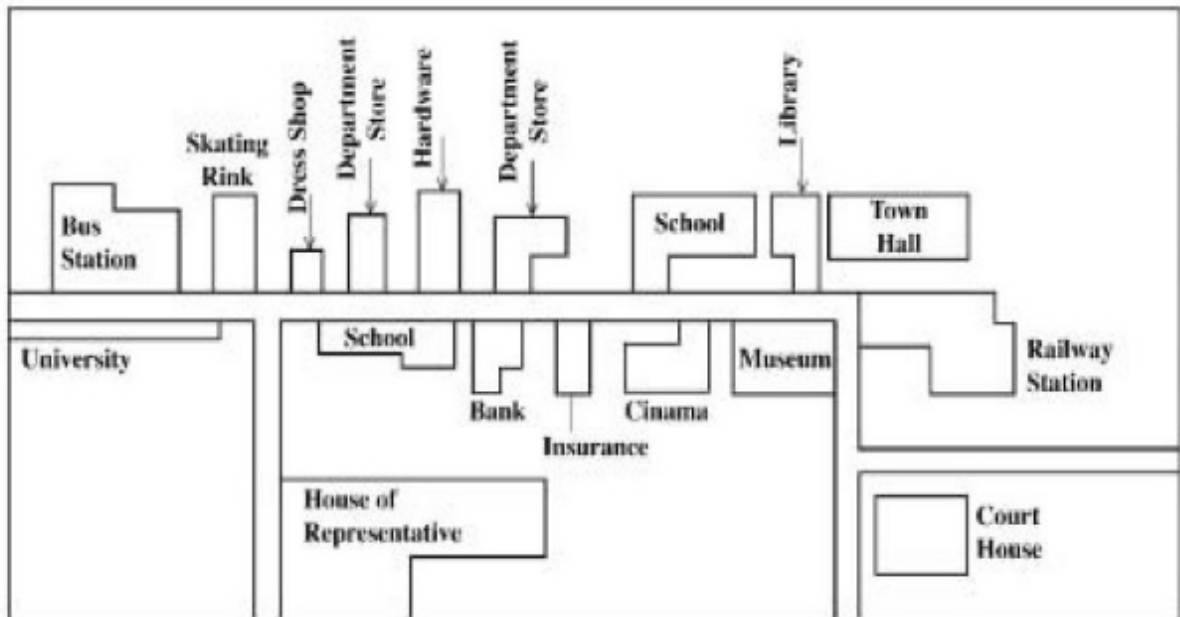 Dress Shop
Department
Store
Hardware
Department
Store
Library
Skating
Rink
Bus
Station
School
Town
Hall
University
School
Bank
Insurance
Cinama
Museum
Railway
Station
House of
Representative
Court
House